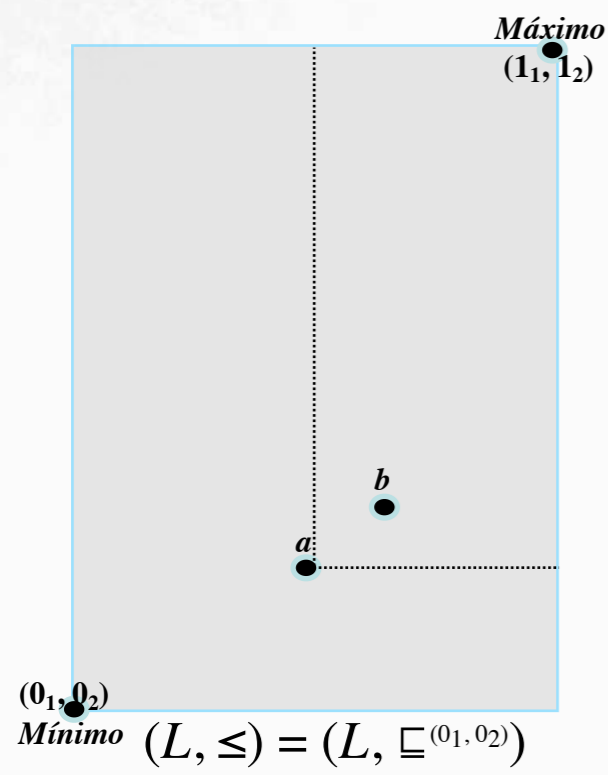 Máximo
(1₁, 1₂)
b
a
(0₁, 0₂)
Mínimo
(L, ≤) = (L, ⊑⁽⁰₁, ⁰₂⁾)